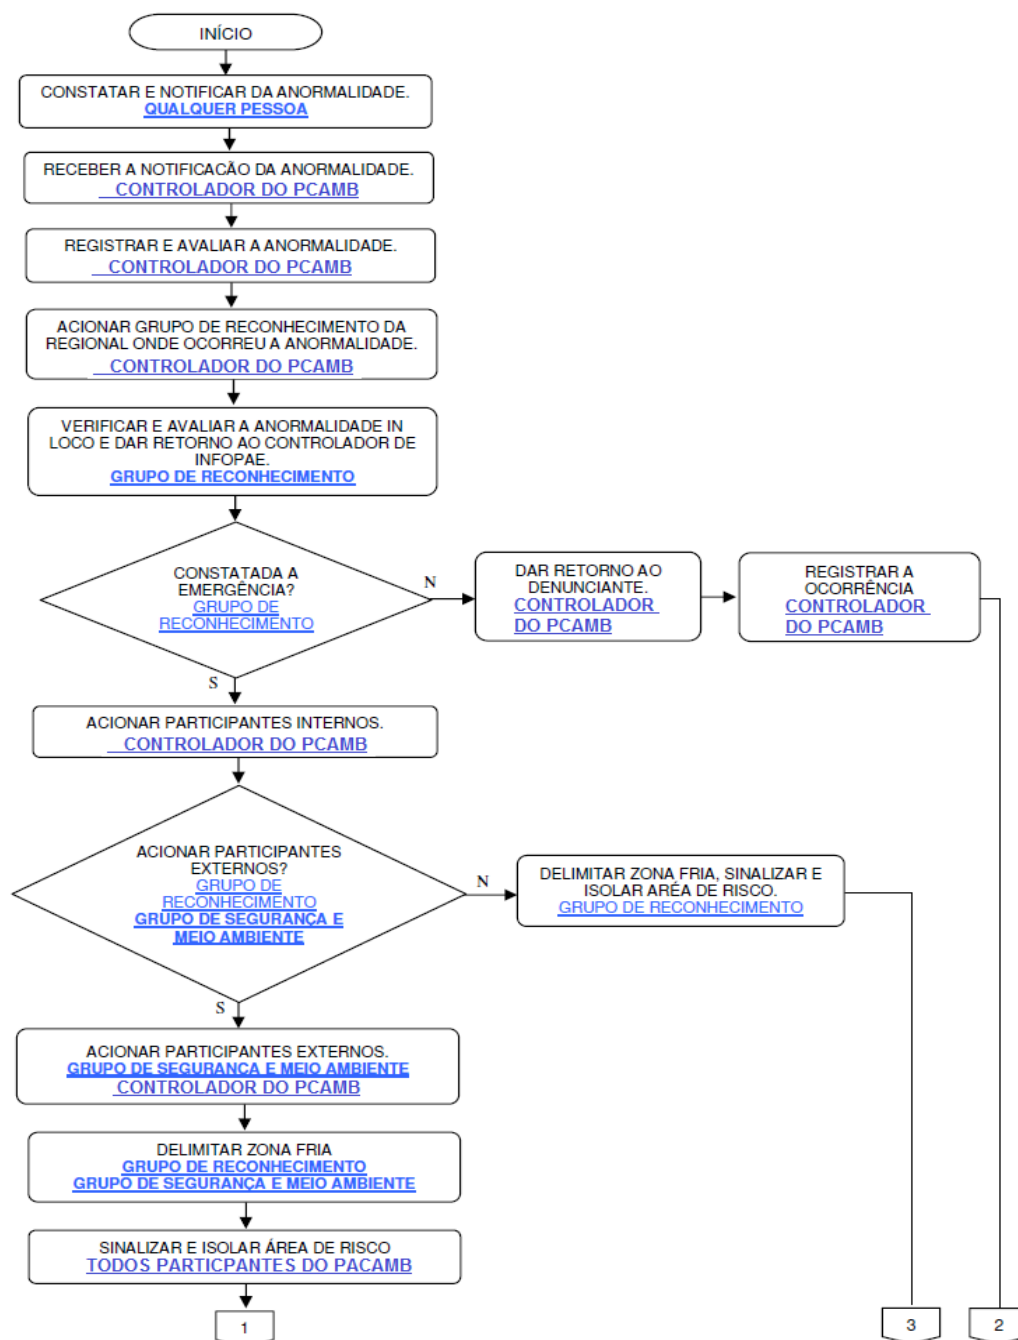 INÍCIO
CONSTATAR E NOTIFICAR DA ANORMALIDADE.
QUALQUER PESSOA
RECEBER A NOTIFICACÃO DA ANORMALIDADE.
CONTROLADOR DO PCAMB
REGISTRAR E AVALIAR A ANORMALIDADE.
CONTROLADOR DO PCAMB
ACIONAR GRUPO DE RECONHECIMENTO DA
REGIONAL ONDE OCORREU A ANORMALIDADE.
CONTROLADOR DO PCAMB
VERIFICAR E AVALIAR A ANORMALIDADE IN
LOCO E DAR RETORNO AO CONTROLADOR DE
INFOPAE.
GRUPO DE RECONHECIMENTO
CONSTATADA A
EMERGÊNCIA?
GRUPO DE
RECONHECIMENTO
N
DAR RETORNO AO
DENUNCIANTE.
CONTROLADOR
DO PCAMB
REGISTRAR A
OCORRÊNCIA
CONTROLADOR
DO PCAMB
S
ACIONAR PARTICIPANTES INTERNOS.
CONTROLADOR DO PCAMB
ACIONAR PARTICIPANTES
EXTERNOS?
GRUPO DE
RECONHECIMENTO
GRUPO DE SEGURANÇA E
MEIO AMBIENTE
N
DELIMITAR ZONA FRIA, SINALIZAR E
ISOLAR ARÉA DE RISCO.
GRUPO DE RECONHECIMENTO
S
ACIONAR PARTICIPANTES EXTERNOS.
GRUPO DE SEGURANCA E MEIO AMBIENTE
CONTROLADOR DO PCAMB
DELIMITAR ZONA FRIA
GRUPO DE RECONHECIMENTO
GRUPO DE SEGURANÇA E MEIO AMBIENTE
SINALIZAR E ISOLAR ÁREA DE RISCO
TODOS PARTICPANTES DO PACAMB
1
3
2